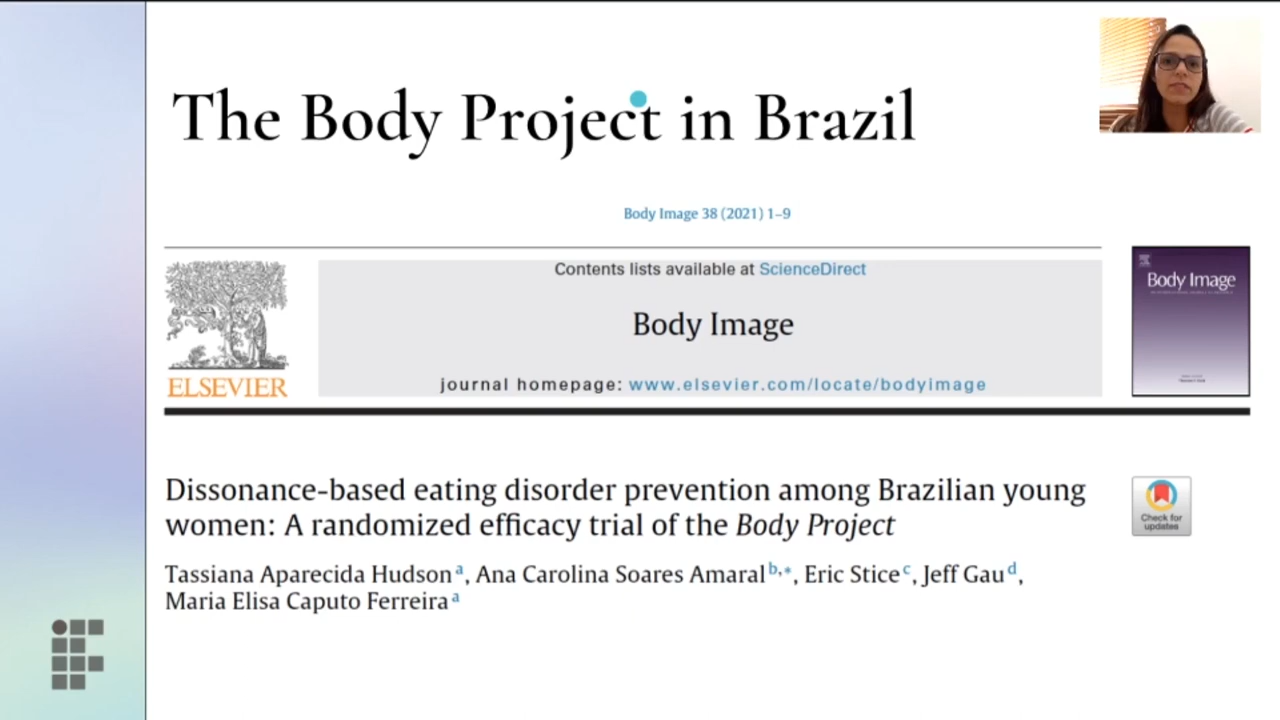 The Body Project in Brazil
Body Image 38 (2021) 1–9
Contents lists available at ScienceDirect
Body Image
journal homepage: www.elsevier.com/locate/bodyimage
ELSEVIER
Body Image
Dissonance-based eating disorder prevention among Brazilian young
women: A randomized efficacy trial of the Body Project
Check for
updates
Tassiana Aparecida Hudson a, Ana Carolina Soares Amaral b,*, Eric Stice c, Jeff Gau d,
Maria Elisa Caputo Ferreira a